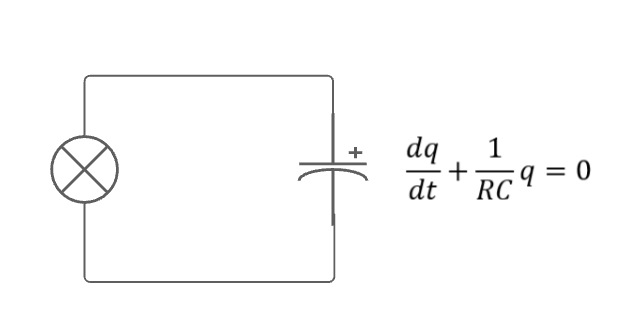 +
dq/dt + 1/RC q = 0